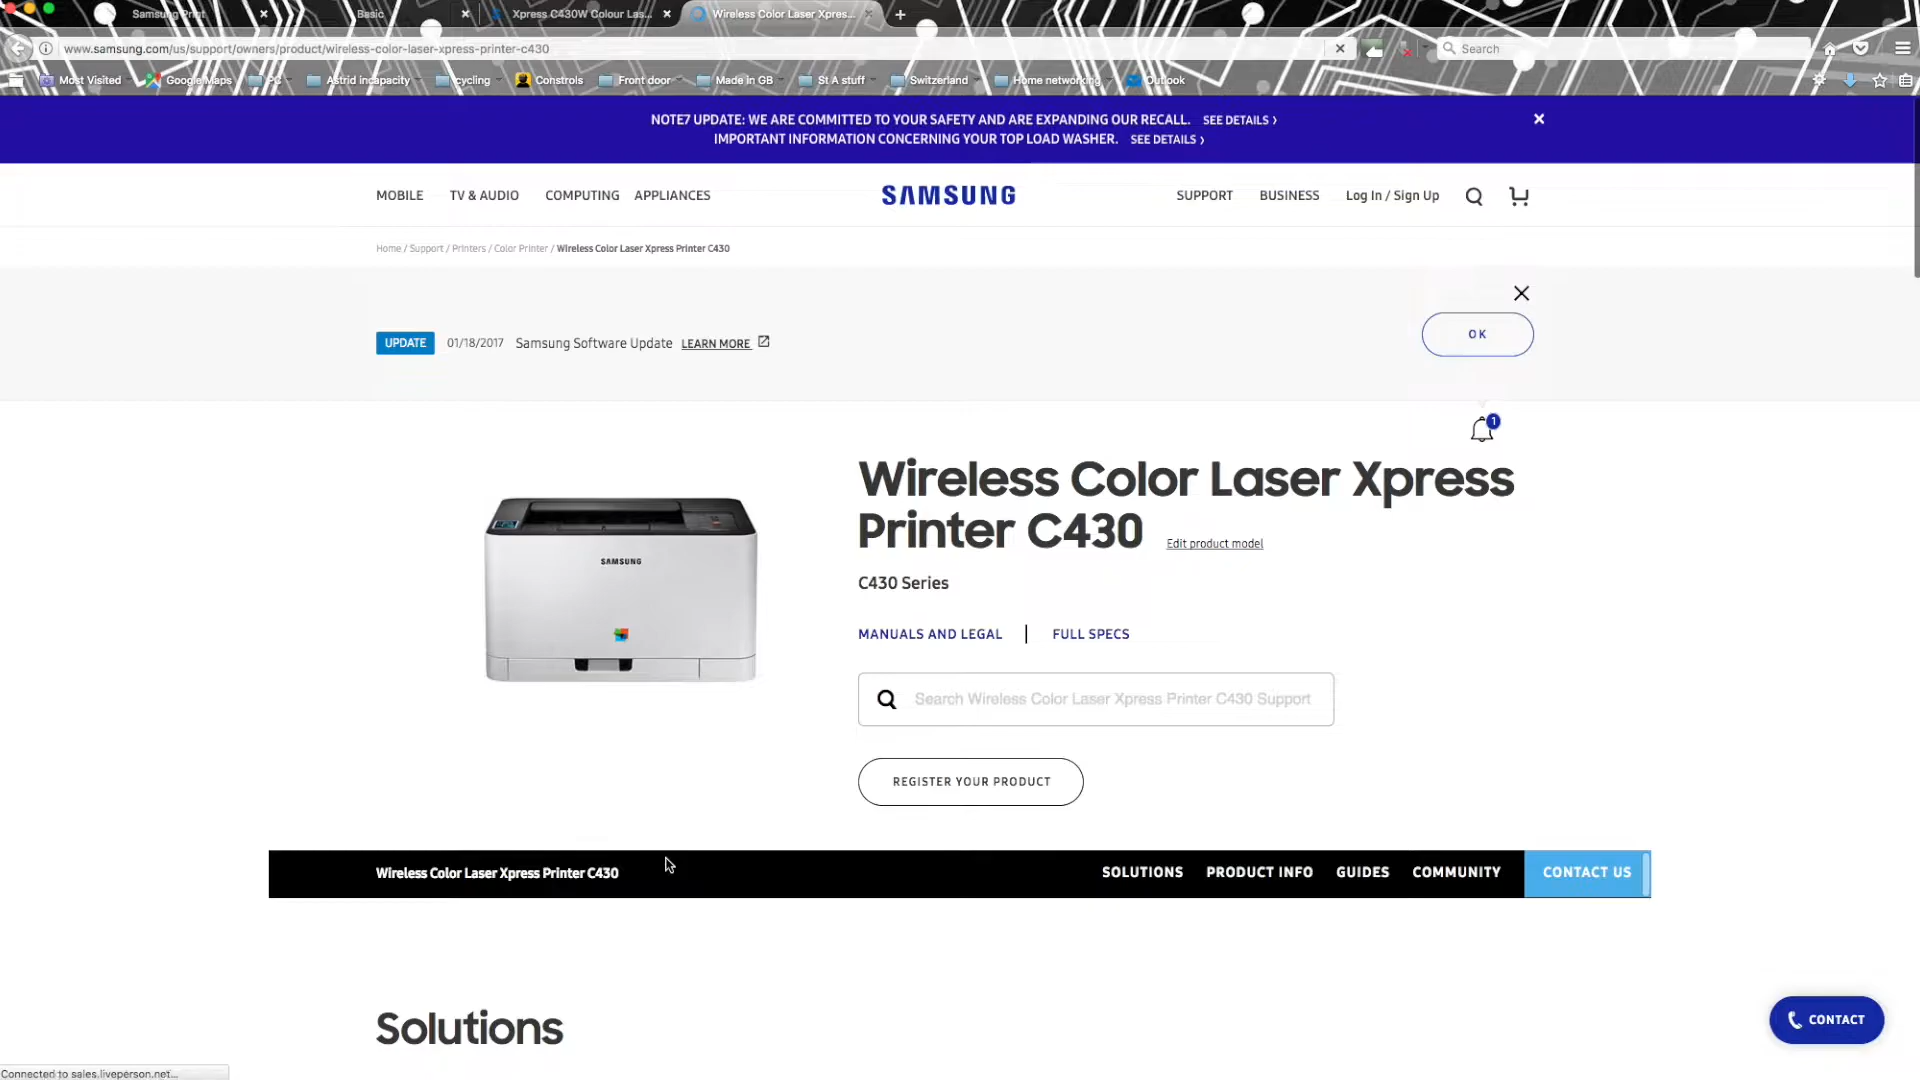 Samsung Print
Basic
Xpress C430W Colour Las...
Wireless Color Laser Xpres...
www.samsung.com/us/support/owners/product/wireless-color-laser-xpress-printer-c430
Search
Most Visited
Google Maps
PC
Astrid incapacity
cycling
Constrols
Front door
Made in GB
St A stuff
Switzerland
Home networking
Outlook
NOTE7 UPDATE: WE ARE COMMITTED TO YOUR SAFETY AND ARE EXPANDING OUR RECALL. SEE DETAILS ›
IMPORTANT INFORMATION CONCERNING YOUR TOP LOAD WASHER. SEE DETAILS ›
MOBILE
TV & AUDIO
COMPUTING
APPLIANCES
SAMSUNG
SUPPORT
BUSINESS
Log In / Sign Up
Home / Support / Printers / Color Printer / Wireless Color Laser Xpress Printer C430
UPDATE 01/18/2017 Samsung Software Update LEARN MORE
OK
1
Wireless Color Laser Xpress
Printer C430 Edit product model
SAMSUNG
C430 Series
MANUALS AND LEGAL | FULL SPECS
Search Wireless Color Laser Xpress Printer C430 Support
REGISTER YOUR PRODUCT
Wireless Color Laser Xpress Printer C430
SOLUTIONS
PRODUCT INFO
GUIDES
COMMUNITY
CONTACT US
Solutions
CONTACT
Connected to sales.liveperson.net...